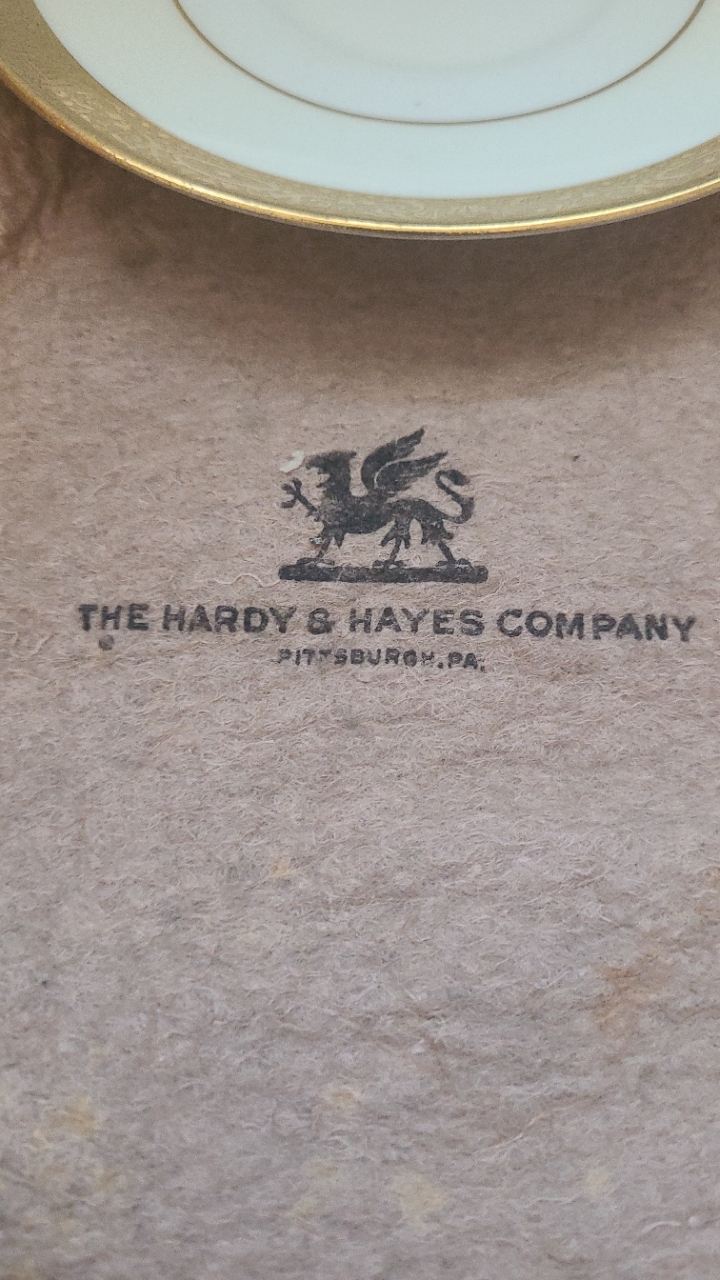 THE HARDY & HAYES COMPANY
PITTSBURGH, PA.